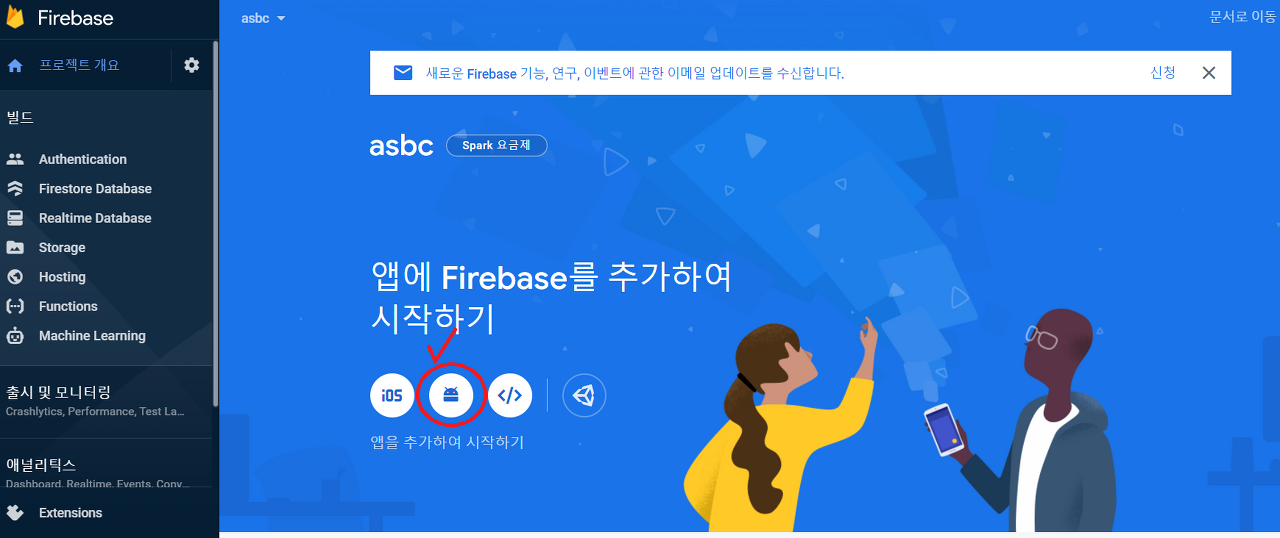 Firebase
asbc
문서로 이동
프로젝트 개요
새로운 Firebase 기능, 연구, 이벤트에 관한 이메일 업데이트를 수신합니다.
신청
빌드
Authentication
Firestore Database
Realtime Database
Storage
Hosting
Functions
Machine Learning
출시 및 모니터링
Crashlytics, Performance, Test La...
애널리틱스
Dashboard, Realtime, Events, Conv...
Extensions
asbc
Spark 요금제
앱에 Firebase를 추가하여
시작하기
iOS
앱을 추가하여 시작하기